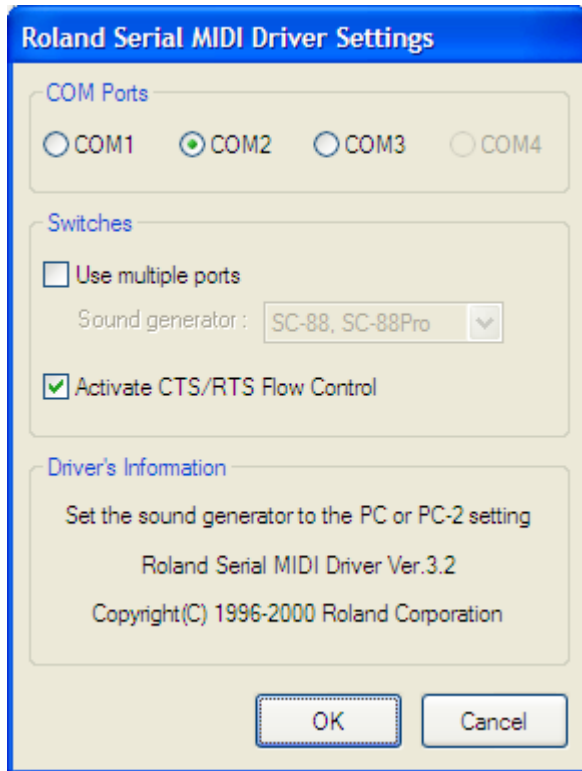 Roland Serial MIDI Driver Settings
COM Ports
COM1 COM2 COM3 COM4
Switches
Use multiple ports
Sound generator : SC-88, SC-88Pro
Activate CTS/RTS Flow Control
Driver's Information
Set the sound generator to the PC or PC-2 setting
Roland Serial MIDI Driver Ver.3.2
Copyright(C) 1996-2000 Roland Corporation
OK Cancel